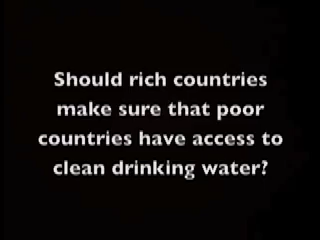 Should rich countries
make sure that poor
countries have access to
clean drinking water?